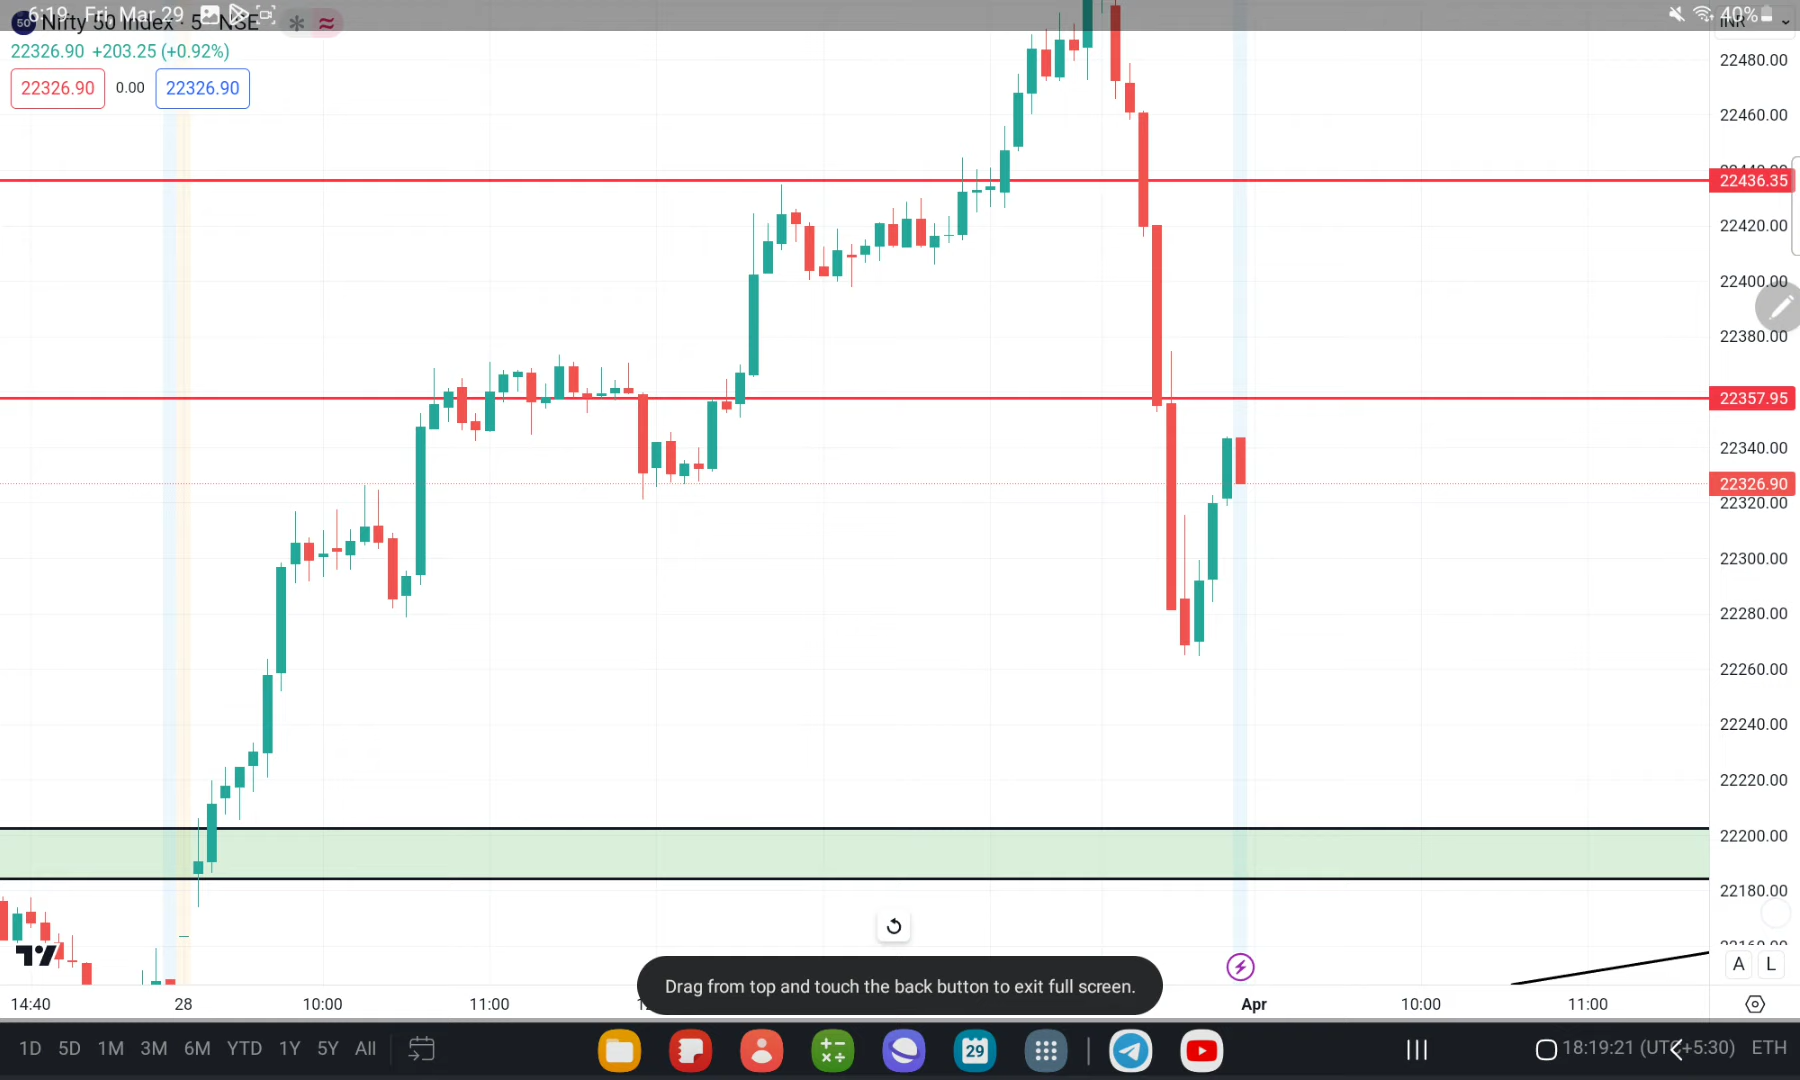 6:19 Fri, Mar 29
40%
50 Nifty 50 Index · 5 · NSE
INR
22326.90 +203.25 (+0.92%)
22326.90 0.00 22326.90
22480.00
22460.00
22436.35
22420.00
22400.00
22380.00
22357.95
22340.00
22326.90
22320.00
22300.00
22280.00
22260.00
22240.00
22220.00
22200.00
22180.00
A L
Drag from top and touch the back button to exit full screen.
14:40 28 10:00 11:00 Apr 10:00 11:00
1D 5D 1M 3M 6M YTD 1Y 5Y All
29
18:19:21 (UTC+5:30) ETH